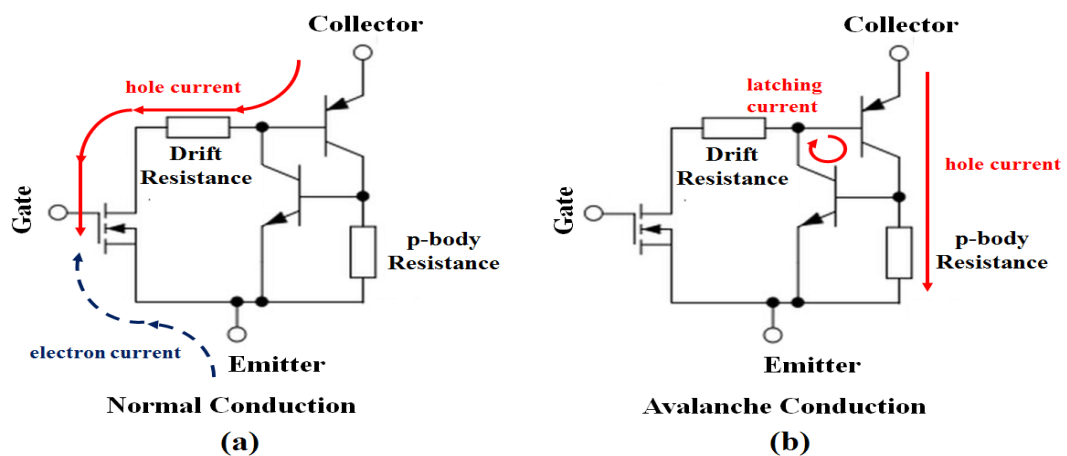 Collector
hole current
Drift
Resistance
Gate
p-body
Resistance
electron current
Emitter
Normal Conduction
(a)
Collector
latching
current
Drift
Resistance
hole current
Gate
p-body
Resistance
Emitter
Avalanche Conduction
(b)